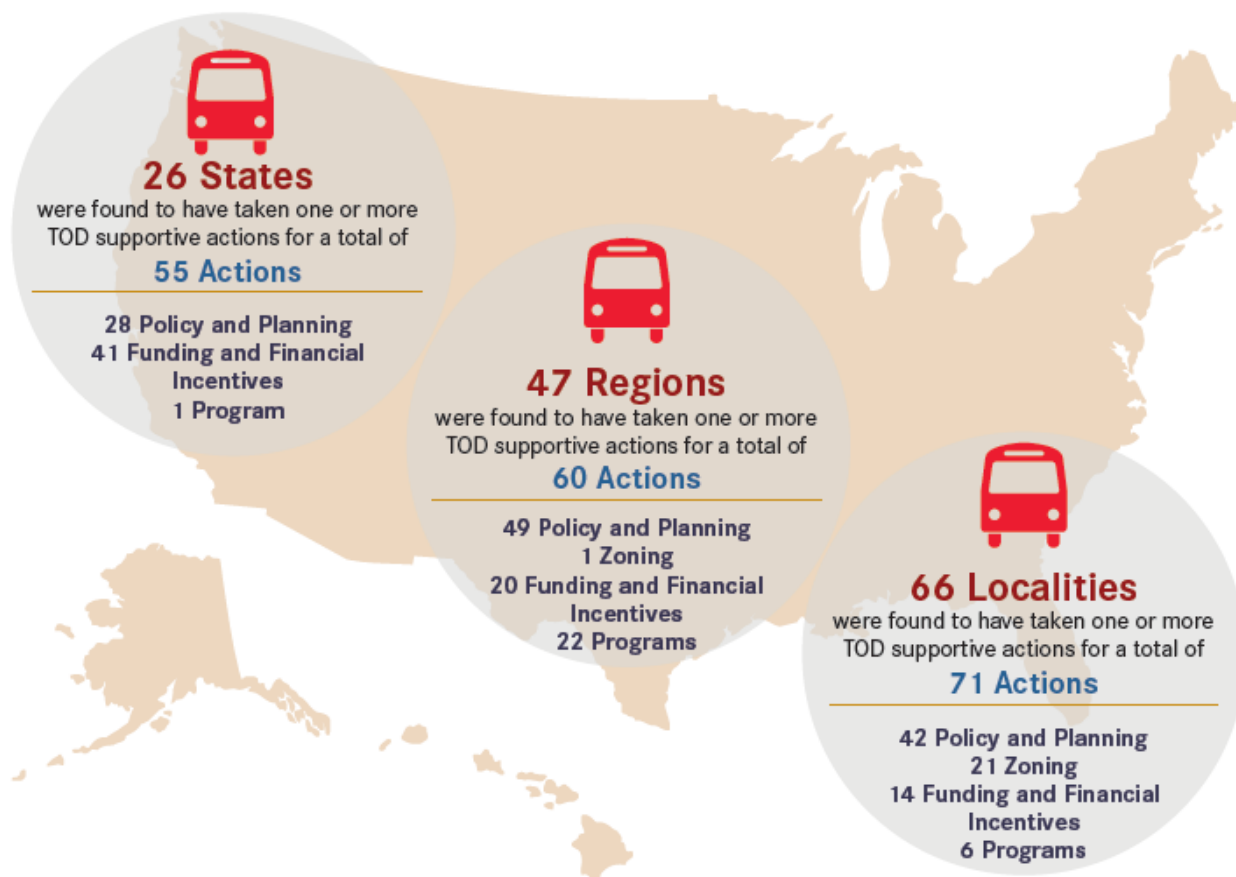 26 States
were found to have taken one or more
TOD supportive actions for a total of
55 Actions
28 Policy and Planning
41 Funding and Financial
Incentives
1 Program
47 Regions
were found to have taken one or more
TOD supportive actions for a total of
60 Actions
49 Policy and Planning
1 Zoning
20 Funding and Financial
Incentives
22 Programs
66 Localities
were found to have taken one or more
TOD supportive actions for a total of
71 Actions
42 Policy and Planning
21 Zoning
14 Funding and Financial
Incentives
6 Programs